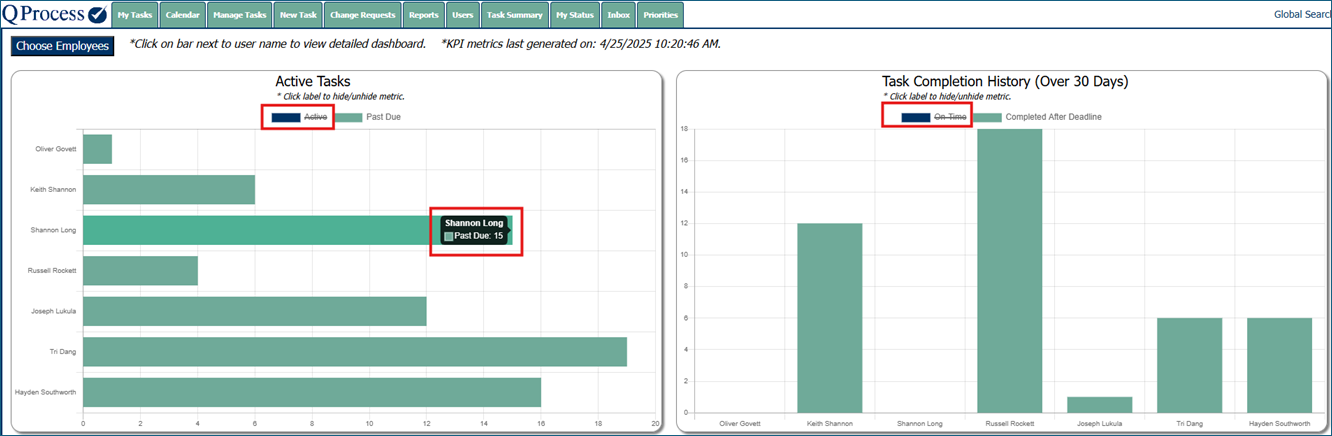 QProcess
My Tasks Calendar Manage Tasks New Task Change Requests Reports Users Task Summary My Status Inbox Priorities
Global Searc
Choose Employees *Click on bar next to user name to view detailed dashboard. *KPI metrics last generated on: 4/25/2025 10:20:46 AM.
Active Tasks
* Click label to hide/unhide metric.
Active Past Due
Oliver Govett
Keith Shannon
Shannon Long
Russell Rockett
Joseph Lukula
Tri Dang
Hayden Southworth
Shannon Long
Past Due: 15
0 2 4 6 8 10 12 14 16 18 20
Task Completion History (Over 30 Days)
* Click label to hide/unhide metric.
On-Time Completed After Deadline
18
16
14
12
10
8
6
4
2
0
Oliver Govett Keith Shannon Shannon Long Russell Rockett Joseph Lukula Tri Dang Hayden Southworth